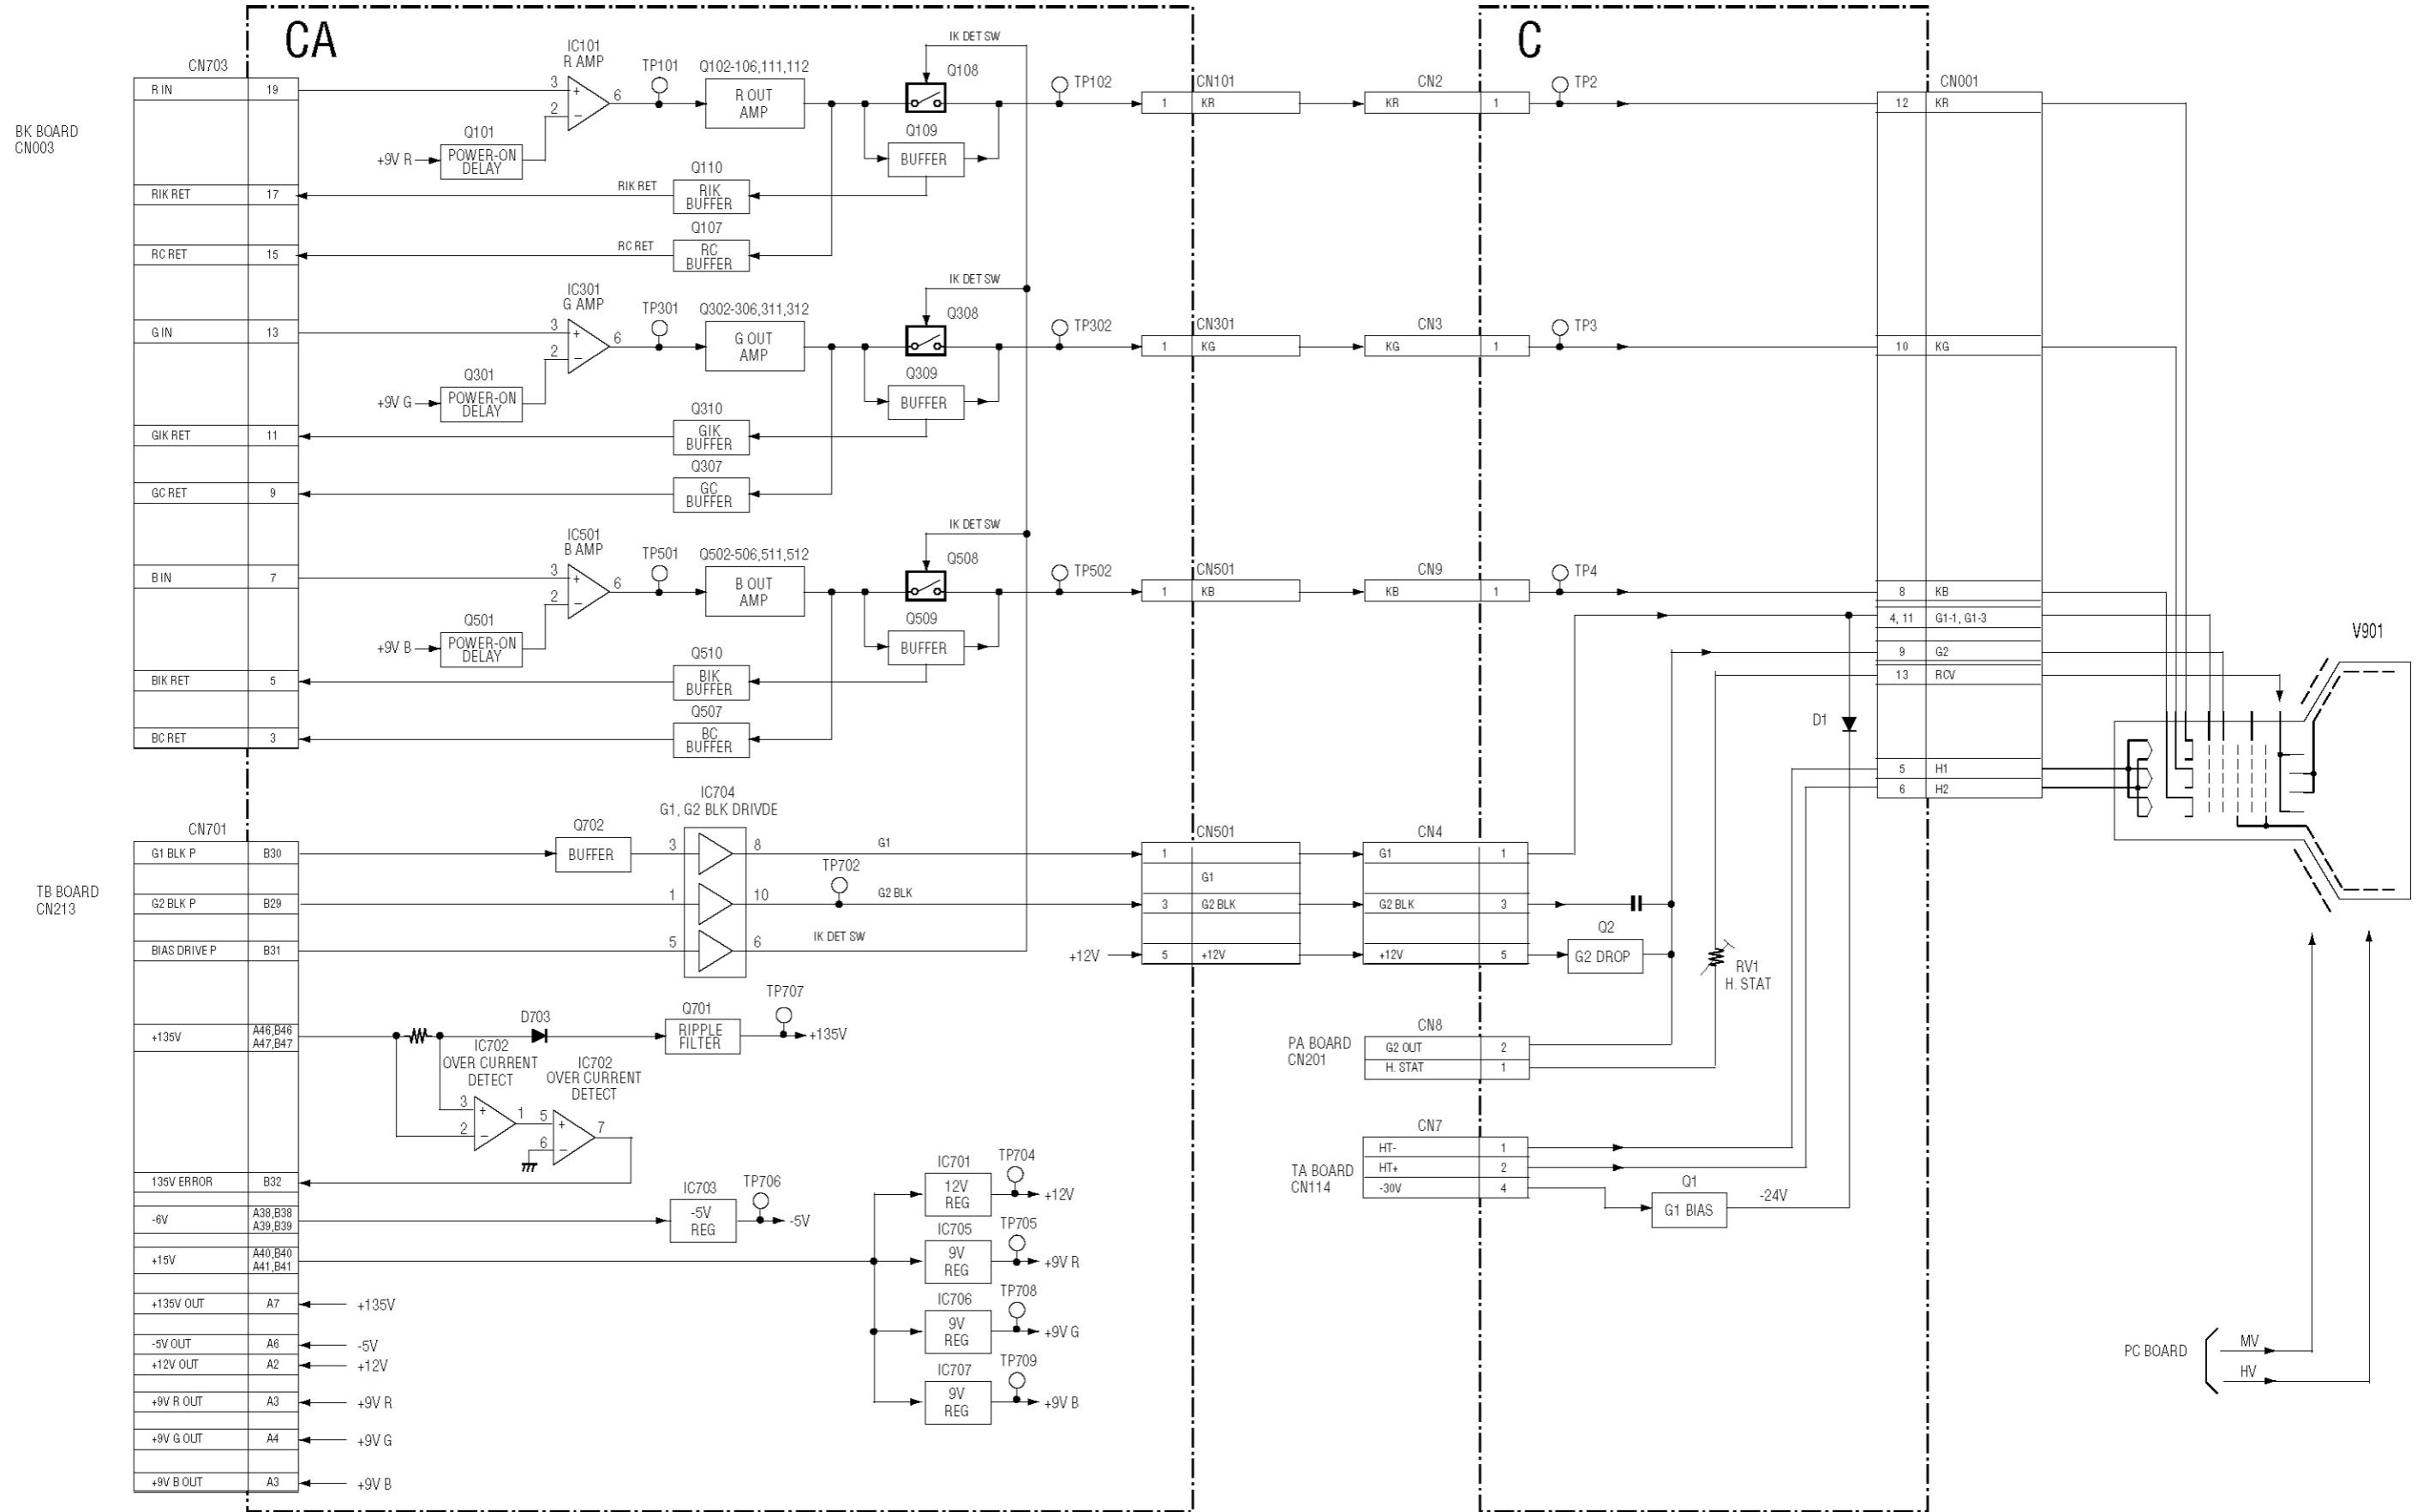 CA
C
BK BOARD
CN003
CN703
R IN 19
RIK RET 17
RC RET 15
G IN 13
GIK RET 11
GC RET 9
B IN 7
BIK RET 5
BC RET 3
IC101
R AMP
3
+
2
−
6
TP101
Q102-106,111,112
R OUT
AMP
IK DET SW
Q108
Q109
BUFFER
TP102
Q101
+9V R
POWER-ON
DELAY
Q110
RIK RET
RIK
BUFFER
Q107
RC RET
RC
BUFFER
CN101
1 KR
CN2
KR 1
TP2
CN001
12 KR
IC301
G AMP
3
+
2
−
6
TP301
Q302-306,311,312
G OUT
AMP
IK DET SW
Q308
Q309
BUFFER
TP302
Q301
+9V G
POWER-ON
DELAY
Q310
GIK
BUFFER
Q307
GC
BUFFER
CN301
1 KG
CN3
KG 1
TP3
10 KG
IC501
B AMP
3
+
2
−
6
TP501
Q502-506,511,512
B OUT
AMP
IK DET SW
Q508
Q509
BUFFER
TP502
Q501
+9V B
POWER-ON
DELAY
Q510
BIK
BUFFER
Q507
BC
BUFFER
CN501
1 KB
CN9
KB 1
TP4
8 KB
4, 11 G1-1, G1-3
9 G2
13 RCV
5 H1
6 H2
D1
V901
TB BOARD
CN213
CN701
G1 BLK P B30
G2 BLK P B29
BIAS DRIVE P B31
+135V A46,B46
A47,B47
135V ERROR B32
-6V A38,B38
A39,B39
+15V A40,B40
A41,B41
+135V OUT A7 +135V
-5V OUT A6 -5V
+12V OUT A2 +12V
+9V R OUT A3 +9V R
+9V G OUT A4 +9V G
+9V B OUT A3 +9V B
Q702
BUFFER
IC704
G1, G2 BLK DRIVDE
3 8
G1
1 10
TP702
G2 BLK
5 6
IK DET SW
CN501
1
G1
3 G2 BLK
+12V
5 +12V
CN4
G1 1
G2 BLK 3
+12V 5
Q2
G2 DROP
RV1
H. STAT
D703
Q701
RIPPLE
FILTER
TP707
+135V
IC702
OVER CURRENT
DETECT
IC702
OVER CURRENT
DETECT
3
+
2
−
1
5
+
6
−
7
IC703
-5V
REG
TP706
-5V
IC701
12V
REG
TP704
+12V
IC705
9V
REG
TP705
+9V R
IC706
9V
REG
TP708
+9V G
IC707
9V
REG
TP709
+9V B
PA BOARD
CN201
CN8
G2 OUT 2
H. STAT 1
TA BOARD
CN114
CN7
HT- 1
HT+ 2
-30V 4
Q1
G1 BIAS
-24V
PC BOARD
MV
HV